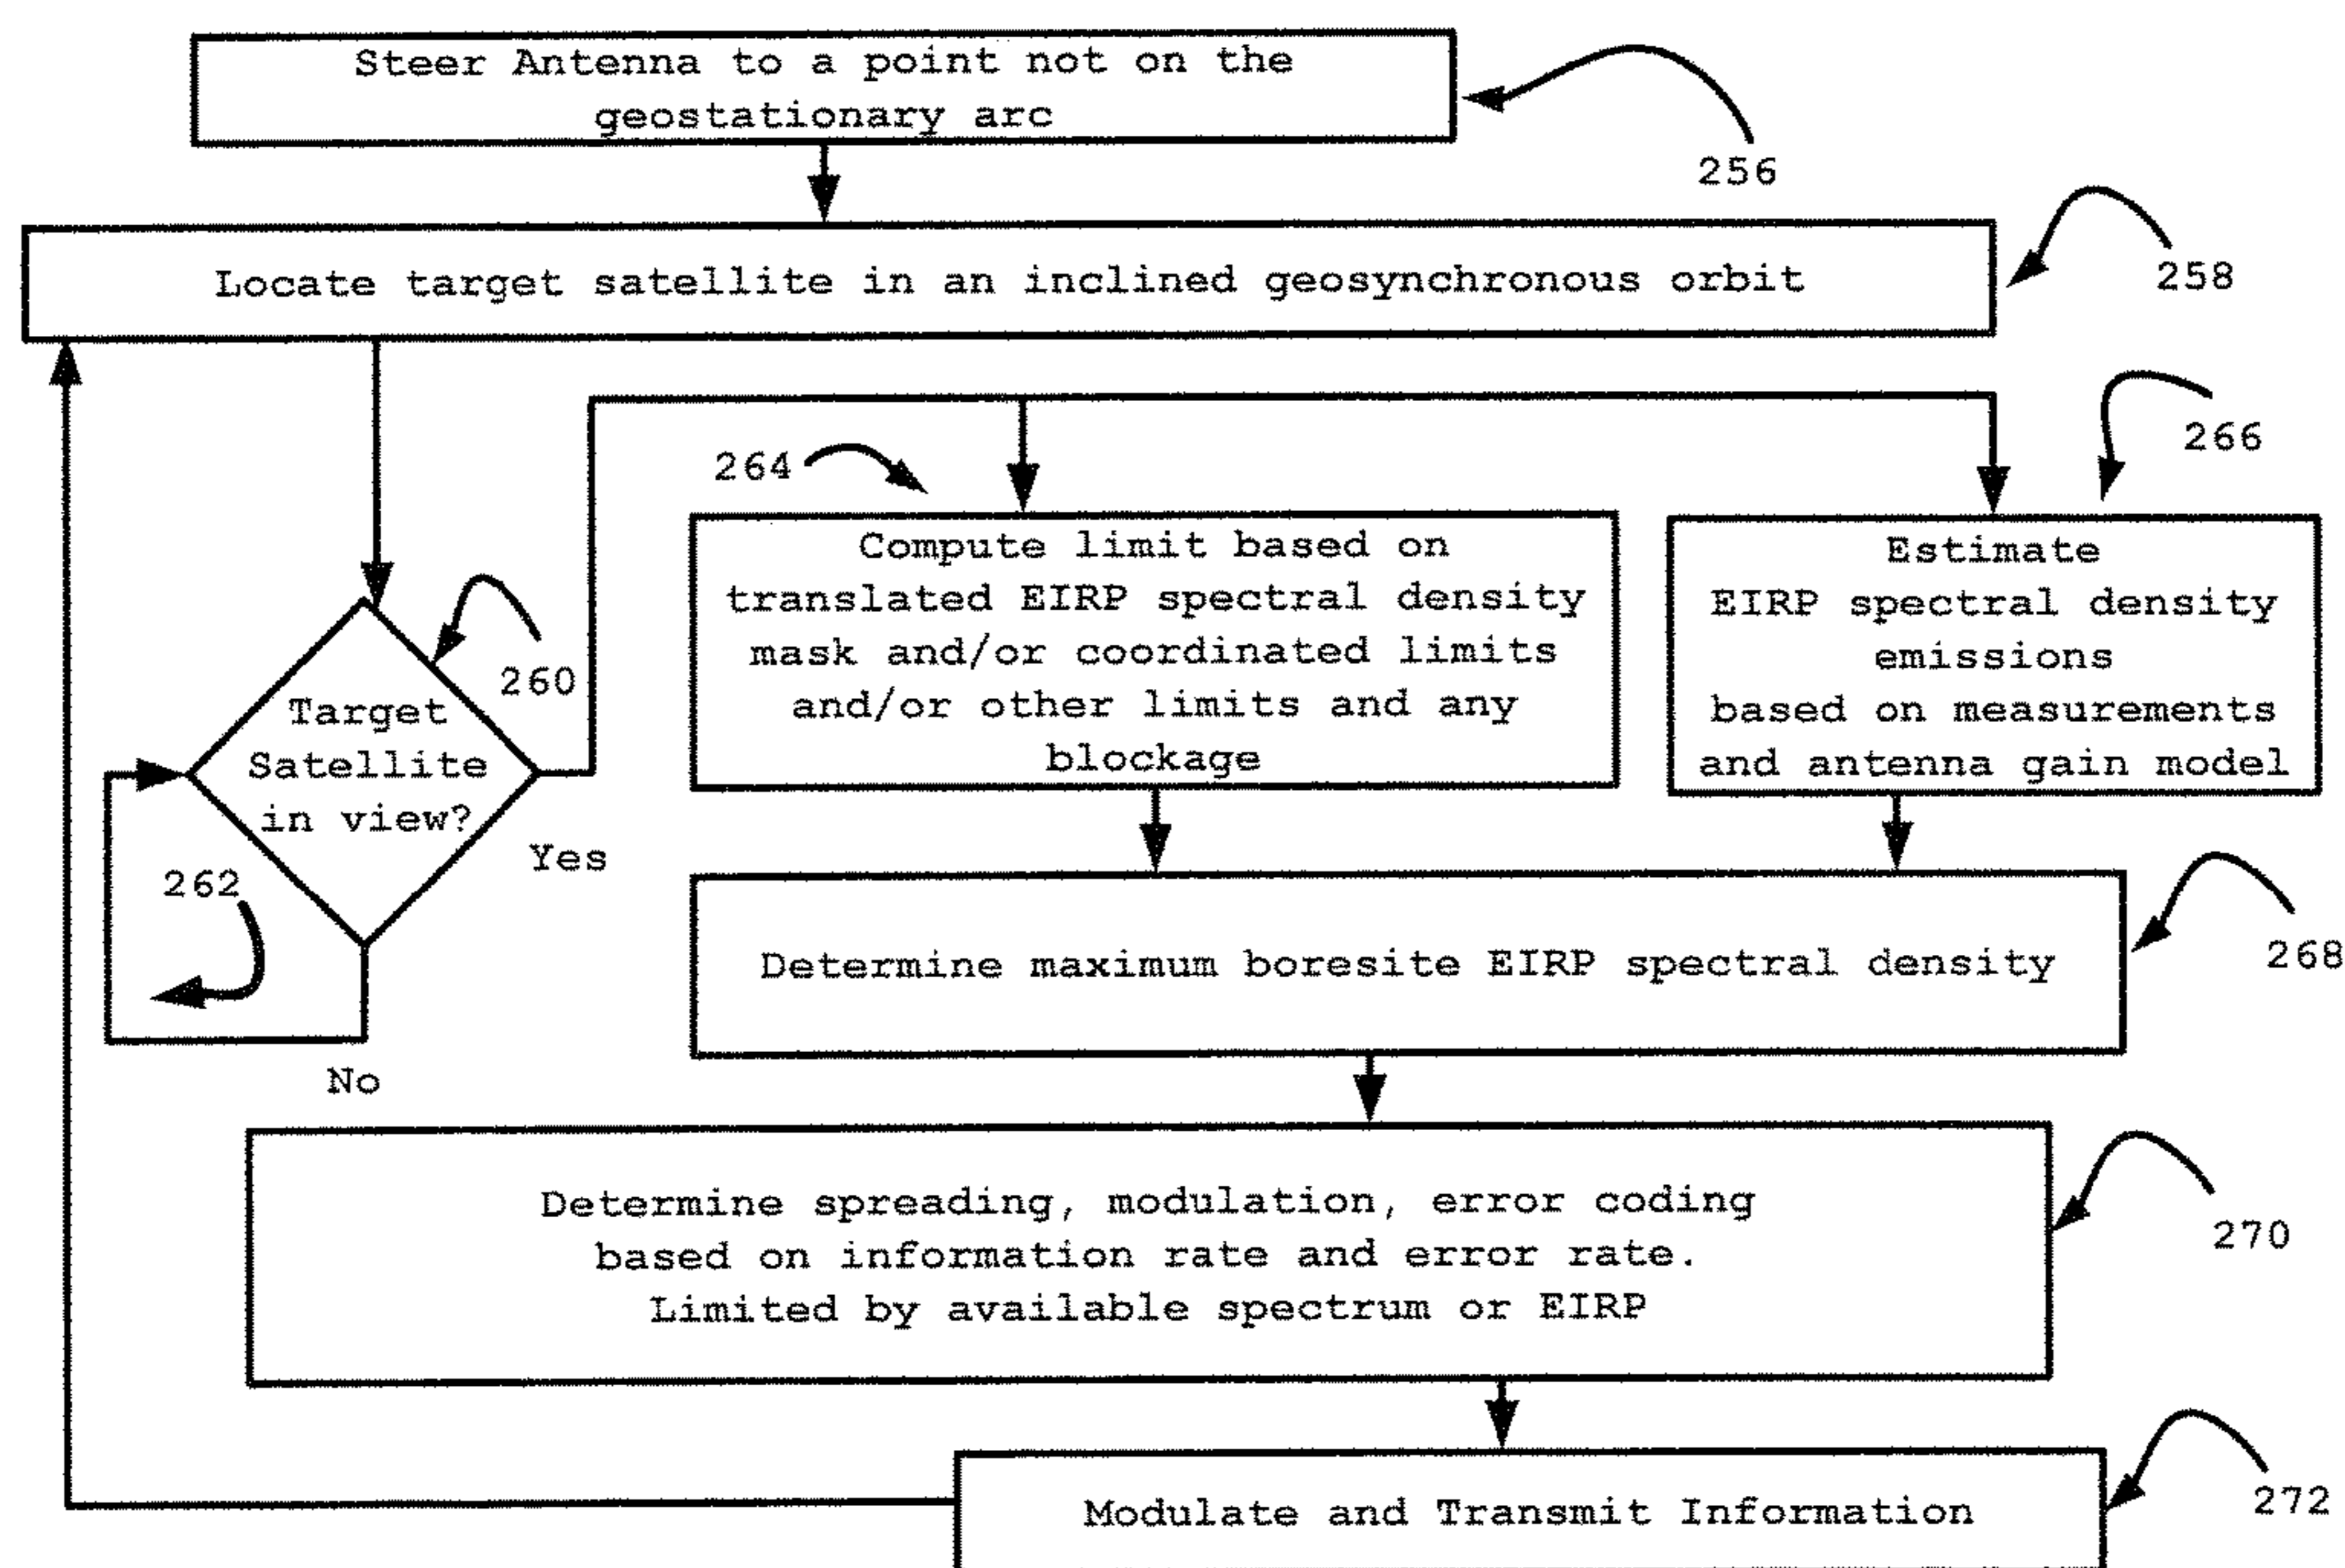 Steer Antenna to a point not on the
geostationary arc
256
Locate target satellite in an inclined geosynchronous orbit
258
264
266
Compute limit based on
translated EIRP spectral density
mask and/or coordinated limits
and/or other limits and any
blockage
Estimate
EIRP spectral density
emissions
based on measurements
and antenna gain model
260
Target
Satellite
in view?
Yes
262
No
Determine maximum boresite EIRP spectral density
268
Determine spreading, modulation, error coding
based on information rate and error rate.
Limited by available spectrum or EIRP
270
Modulate and Transmit Information
272